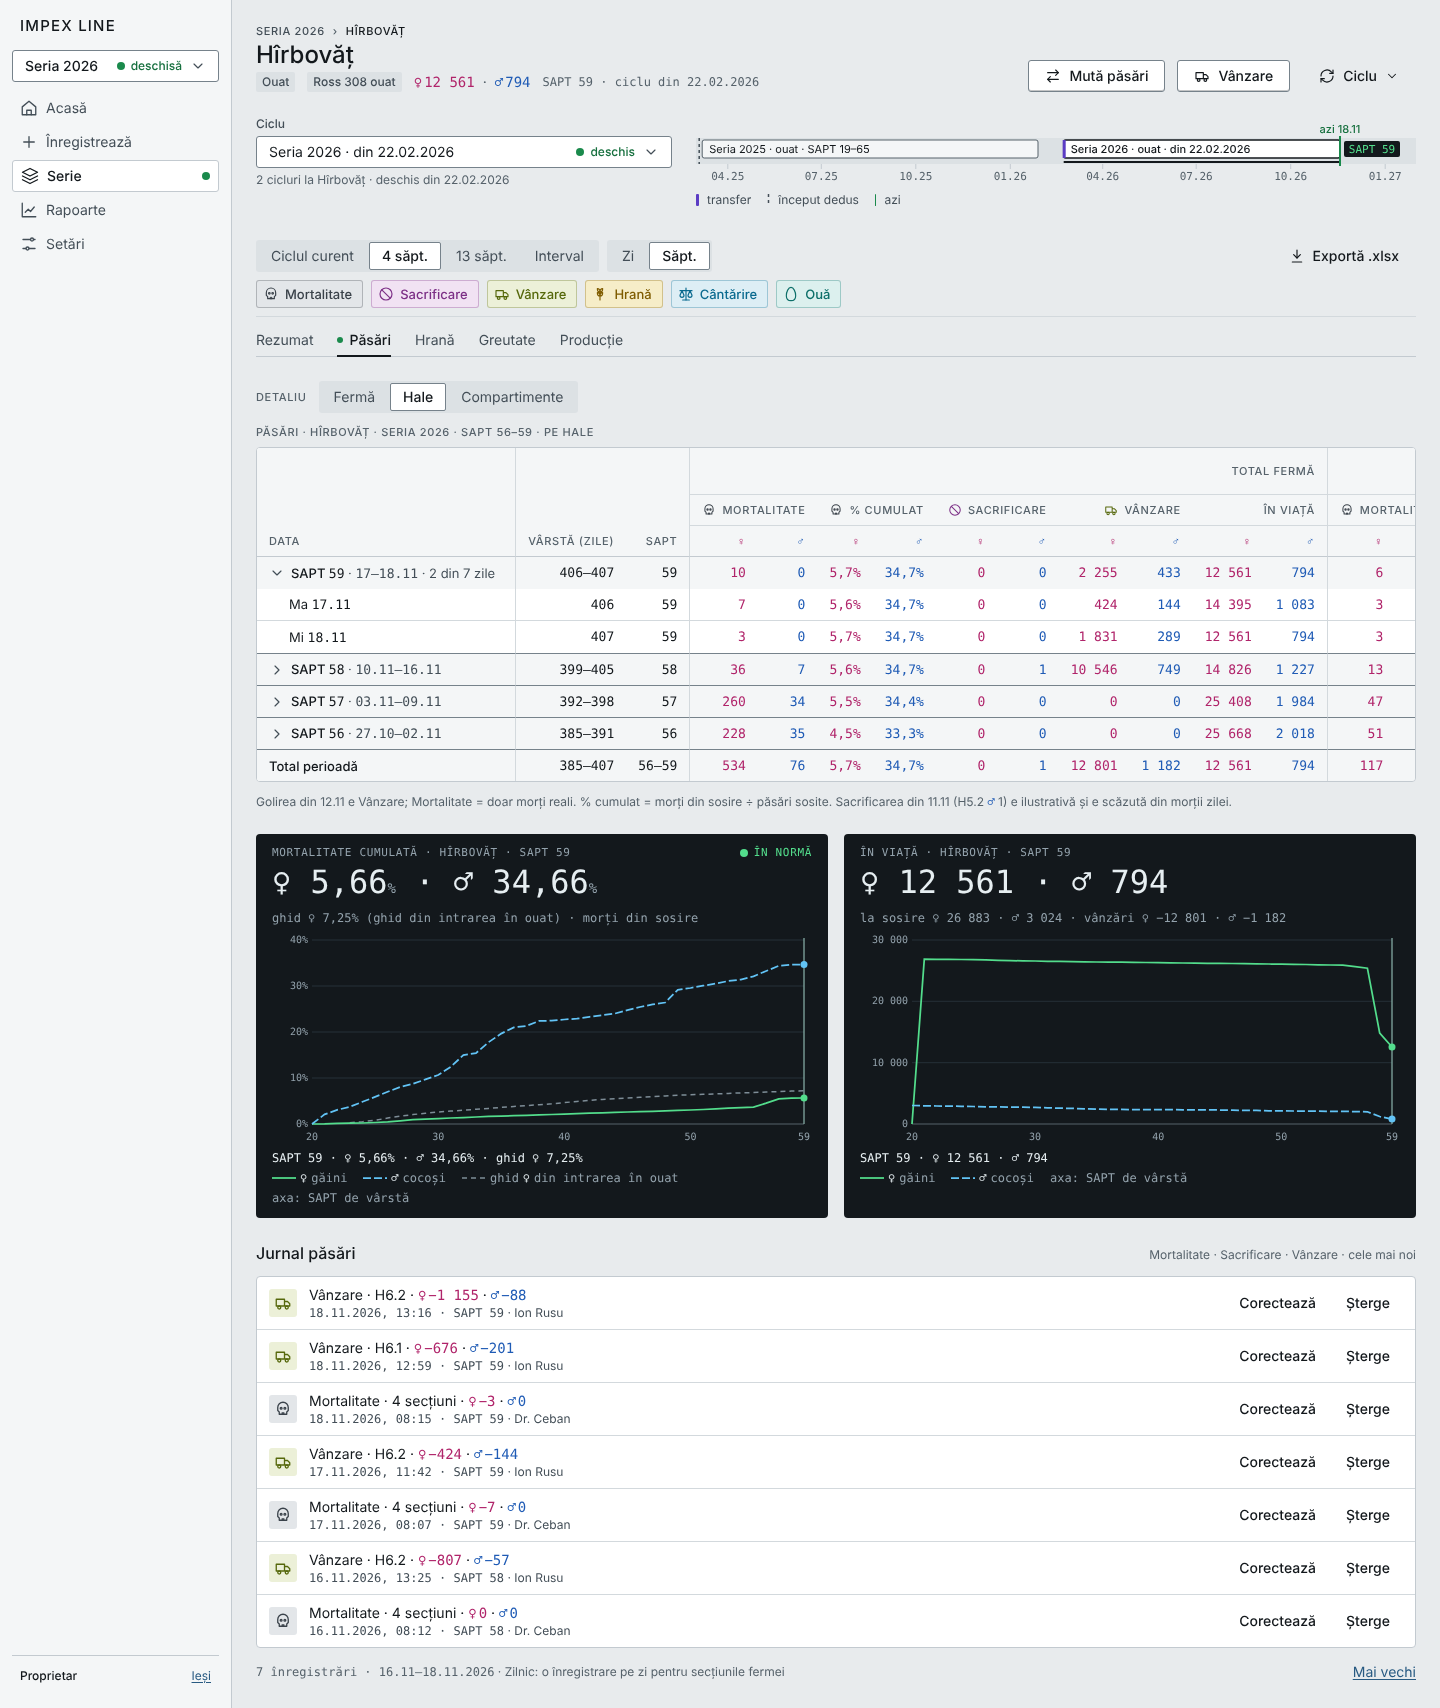 IMPEX LINE
Seria 2026 deschisă
Acasă
Înregistrează
Serie
Rapoarte
Setări
Proprietar Ieși
SERIA 2026 › HÎRBOVĂȚ
Hîrbovăț
Ouat Ross 308 ouat ♀12 561 · ♂794 SAPT 59 · ciclu din 22.02.2026
Mută păsări Vânzare Ciclu
Ciclu
Seria 2026 · din 22.02.2026 deschis
2 cicluri la Hîrbovăț · deschis din 22.02.2026
azi 18.11
Seria 2025 · ouat · SAPT 19–65 Seria 2026 · ouat · din 22.02.2026 SAPT 59
04.25 07.25 10.25 01.26 04.26 07.26 10.26 01.27
transfer început dedus azi
Ciclul curent 4 săpt. 13 săpt. Interval Zi Săpt. Exportă .xlsx
Mortalitate Sacrificare Vânzare Hrană Cântărire Ouă
Rezumat Păsări Hrană Greutate Producție
DETALIU Fermă Hale Compartimente
PĂSĂRI · HÎRBOVĂȚ · SERIA 2026 · SAPT 56–59 · PE HALE
TOTAL FERMĂ
MORTALITATE % CUMULAT SACRIFICARE VÂNZARE ÎN VIAȚĂ MORTALIT
DATA VÂRSTĂ (ZILE) SAPT ♀ ♂ ♀ ♂ ♀ ♂ ♀ ♂ ♀ ♂ ♀
SAPT 59 · 17–18.11 · 2 din 7 zile 406–407 59 10 0 5,7% 34,7% 0 0 2 255 433 12 561 794 6
Ma 17.11 406 59 7 0 5,6% 34,7% 0 0 424 144 14 395 1 083 3
Mi 18.11 407 59 3 0 5,7% 34,7% 0 0 1 831 289 12 561 794 3
SAPT 58 · 10.11–16.11 399–405 58 36 7 5,6% 34,7% 0 1 10 546 749 14 826 1 227 13
SAPT 57 · 03.11–09.11 392–398 57 260 34 5,5% 34,4% 0 0 0 0 25 408 1 984 47
SAPT 56 · 27.10–02.11 385–391 56 228 35 4,5% 33,3% 0 0 0 0 25 668 2 018 51
Total perioadă 385–407 56–59 534 76 5,7% 34,7% 0 1 12 801 1 182 12 561 794 117
Golirea din 12.11 e Vânzare; Mortalitate = doar morți reali. % cumulat = morți din sosire ÷ păsări sosite. Sacrificarea din 11.11 (H5.2 ♂1) e ilustrativă și e scăzută din morții zilei.
MORTALITATE CUMULATĂ · HÎRBOVĂȚ · SAPT 59 ÎN NORMĂ
♀ 5,66% · ♂ 34,66%
ghid ♀ 7,25% (ghid din intrarea în ouat) · morți din sosire
40%
30%
20%
10%
0%
20 30 40 50 59
SAPT 59 · ♀ 5,66% · ♂ 34,66% · ghid ♀ 7,25%
♀ găini ♂ cocoși ghid ♀ din intrarea în ouat
axa: SAPT de vârstă
ÎN VIAȚĂ · HÎRBOVĂȚ · SAPT 59
♀ 12 561 · ♂ 794
la sosire ♀ 26 883 · ♂ 3 024 · vânzări ♀ −12 801 · ♂ −1 182
30 000
20 000
10 000
0
20 30 40 50 59
SAPT 59 · ♀ 12 561 · ♂ 794
♀ găini ♂ cocoși axa: SAPT de vârstă
Jurnal păsări Mortalitate · Sacrificare · Vânzare · cele mai noi
Vânzare · H6.2 · ♀−1 155 · ♂−88
18.11.2026, 13:16 · SAPT 59 · Ion Rusu
Corectează Șterge
Vânzare · H6.1 · ♀−676 · ♂−201
18.11.2026, 12:59 · SAPT 59 · Ion Rusu
Corectează Șterge
Mortalitate · 4 secțiuni · ♀−3 · ♂0
18.11.2026, 08:15 · SAPT 59 · Dr. Ceban
Corectează Șterge
Vânzare · H6.2 · ♀−424 · ♂−144
17.11.2026, 11:42 · SAPT 59 · Ion Rusu
Corectează Șterge
Mortalitate · 4 secțiuni · ♀−7 · ♂0
17.11.2026, 08:07 · SAPT 59 · Dr. Ceban
Corectează Șterge
Vânzare · H6.2 · ♀−807 · ♂−57
16.11.2026, 13:25 · SAPT 58 · Ion Rusu
Corectează Șterge
Mortalitate · 4 secțiuni · ♀0 · ♂0
16.11.2026, 08:12 · SAPT 58 · Dr. Ceban
Corectează Șterge
7 înregistrări · 16.11–18.11.2026 · Zilnic: o înregistrare pe zi pentru secțiunile fermei Mai vechi